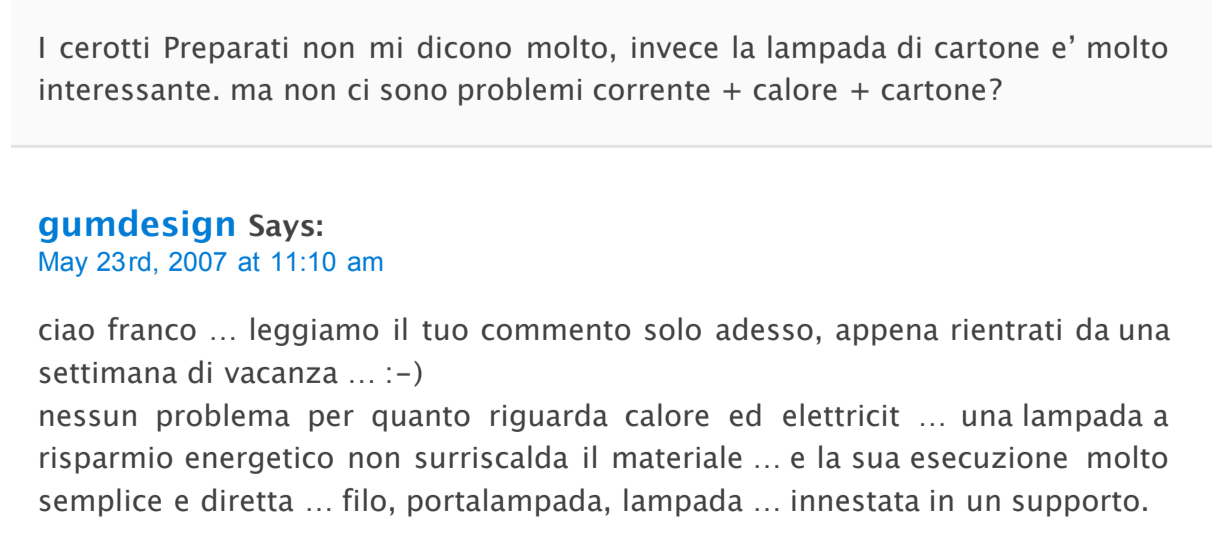 I cerotti Preparati non mi dicono molto, invece la lampada di cartone e’ molto
interessante. ma non ci sono problemi corrente + calore + cartone?
gumdesign Says:
May 23rd, 2007 at 11:10 am
ciao franco … leggiamo il tuo commento solo adesso, appena rientrati da una
settimana di vacanza … :-)
nessun problema per quanto riguarda calore ed elettricit … una lampada a
risparmio energetico non surriscalda il materiale … e la sua esecuzione molto
semplice e diretta … filo, portalampada, lampada … innestata in un supporto.